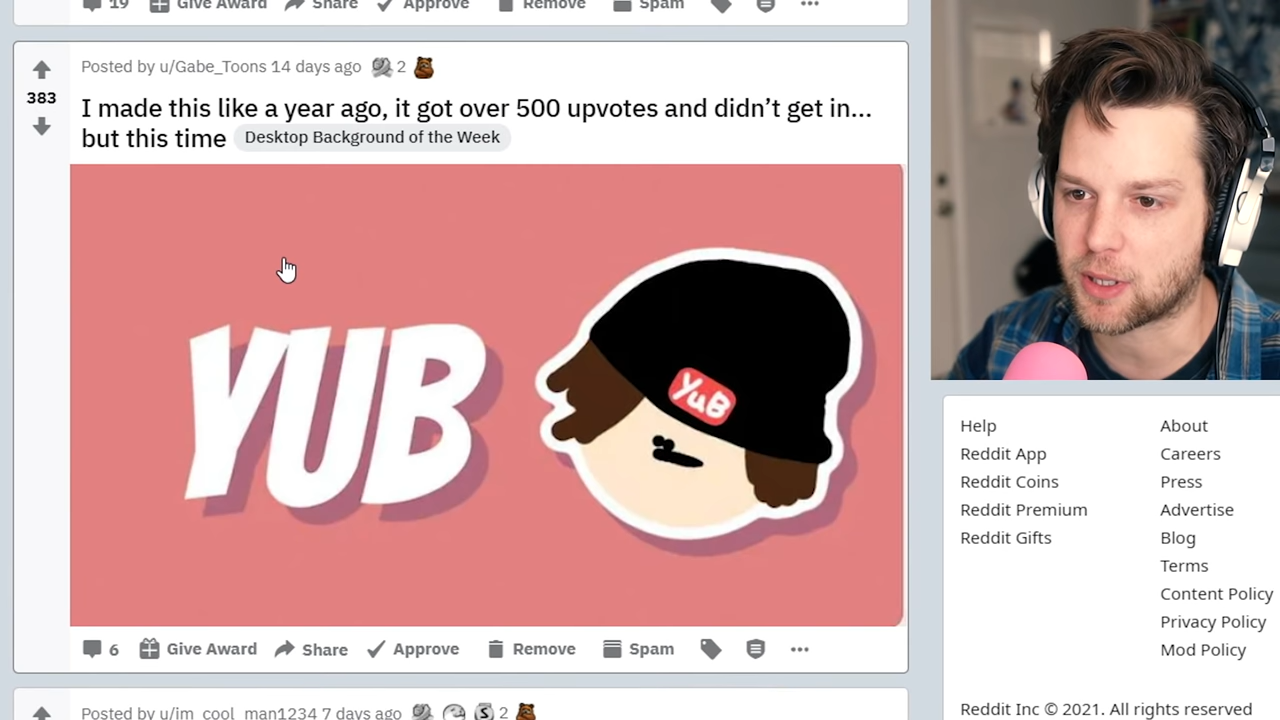 19 Give Award Share Approve Remove Spam
Posted by u/Gabe_Toons 14 days ago 2
383
I made this like a year ago, it got over 500 upvotes and didn’t get in...
but this time Desktop Background of the Week
YUB
YuB
6 Give Award Share Approve Remove Spam
Posted by u/im_cool_man1234 7 days ago S 2
Help
About
Reddit App
Careers
Reddit Coins
Press
Reddit Premium
Advertise
Reddit Gifts
Blog
Terms
Content Policy
Privacy Policy
Mod Policy
Reddit Inc © 2021. All rights reserved